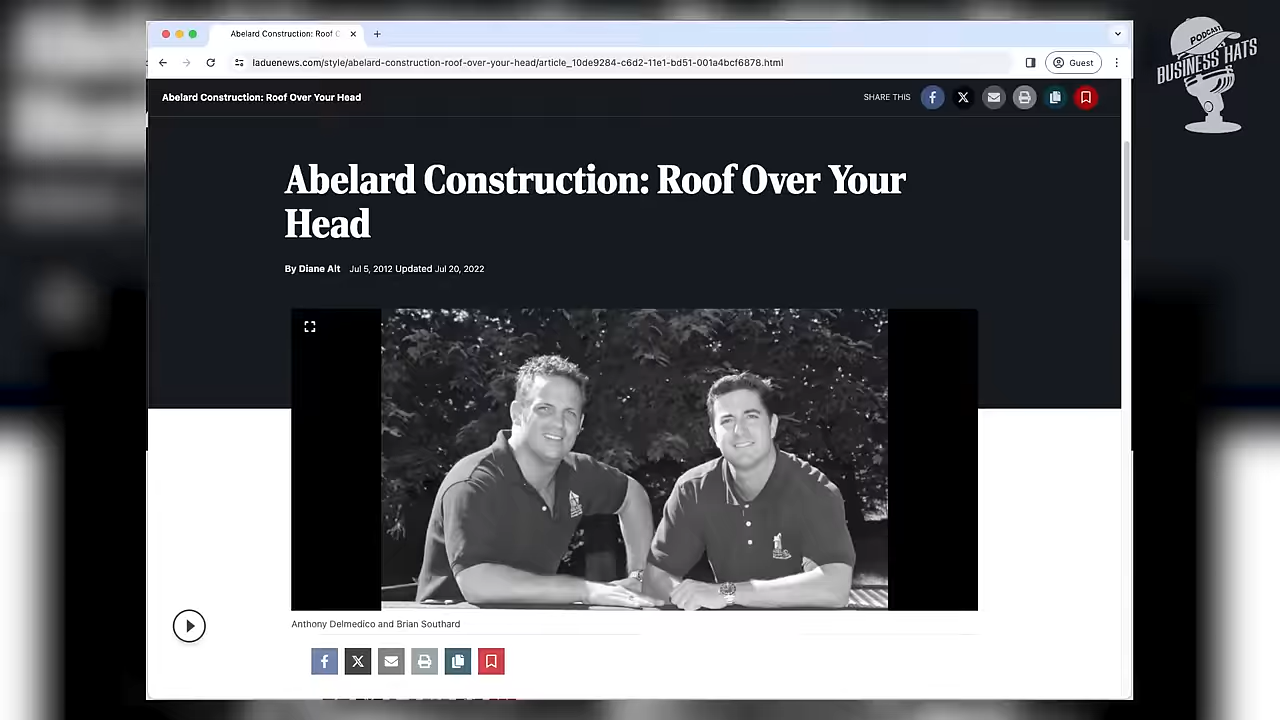 Abelard Construction: Roof O
laduenews.com/style/abelard-construction-roof-over-your-head/article_10de9284-c6d2-11e1-bd51-001a4bcf6878.html
Guest
PODCAST
BUSINESS HATS
Abelard Construction: Roof Over Your Head
SHARE THIS
Abelard Construction: Roof Over Your
Head
By Diane Alt Jul 5, 2012 Updated Jul 20, 2022
Anthony Delmedico and Brian Southard